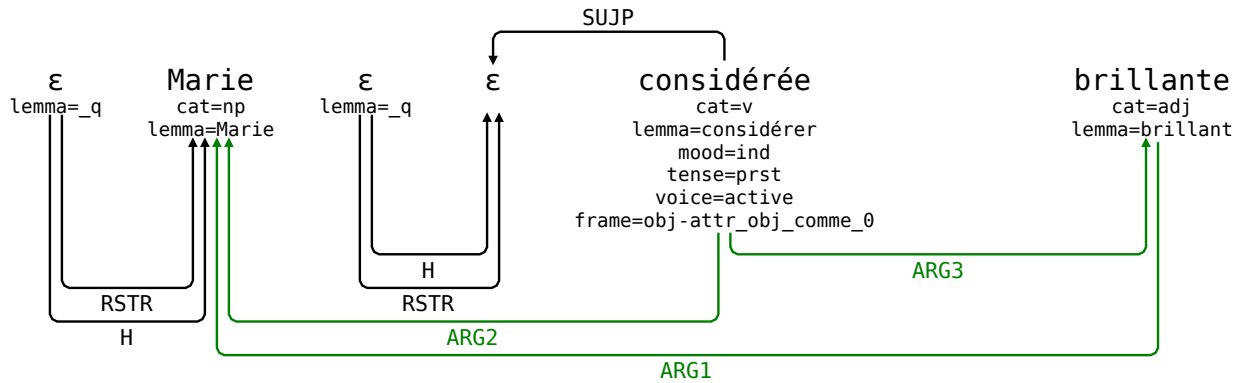 SUJP
ε Marie ε ε considérée brillante
lemma=_q cat=np lemma=_q cat=v cat=adj
lemma=Marie lemma=considérer lemma=brillant
mood=ind
tense=prst
voice=active
frame=obj-attr_obj_comme_0
H ARG3
RSTR RSTR
H ARG2
ARG1